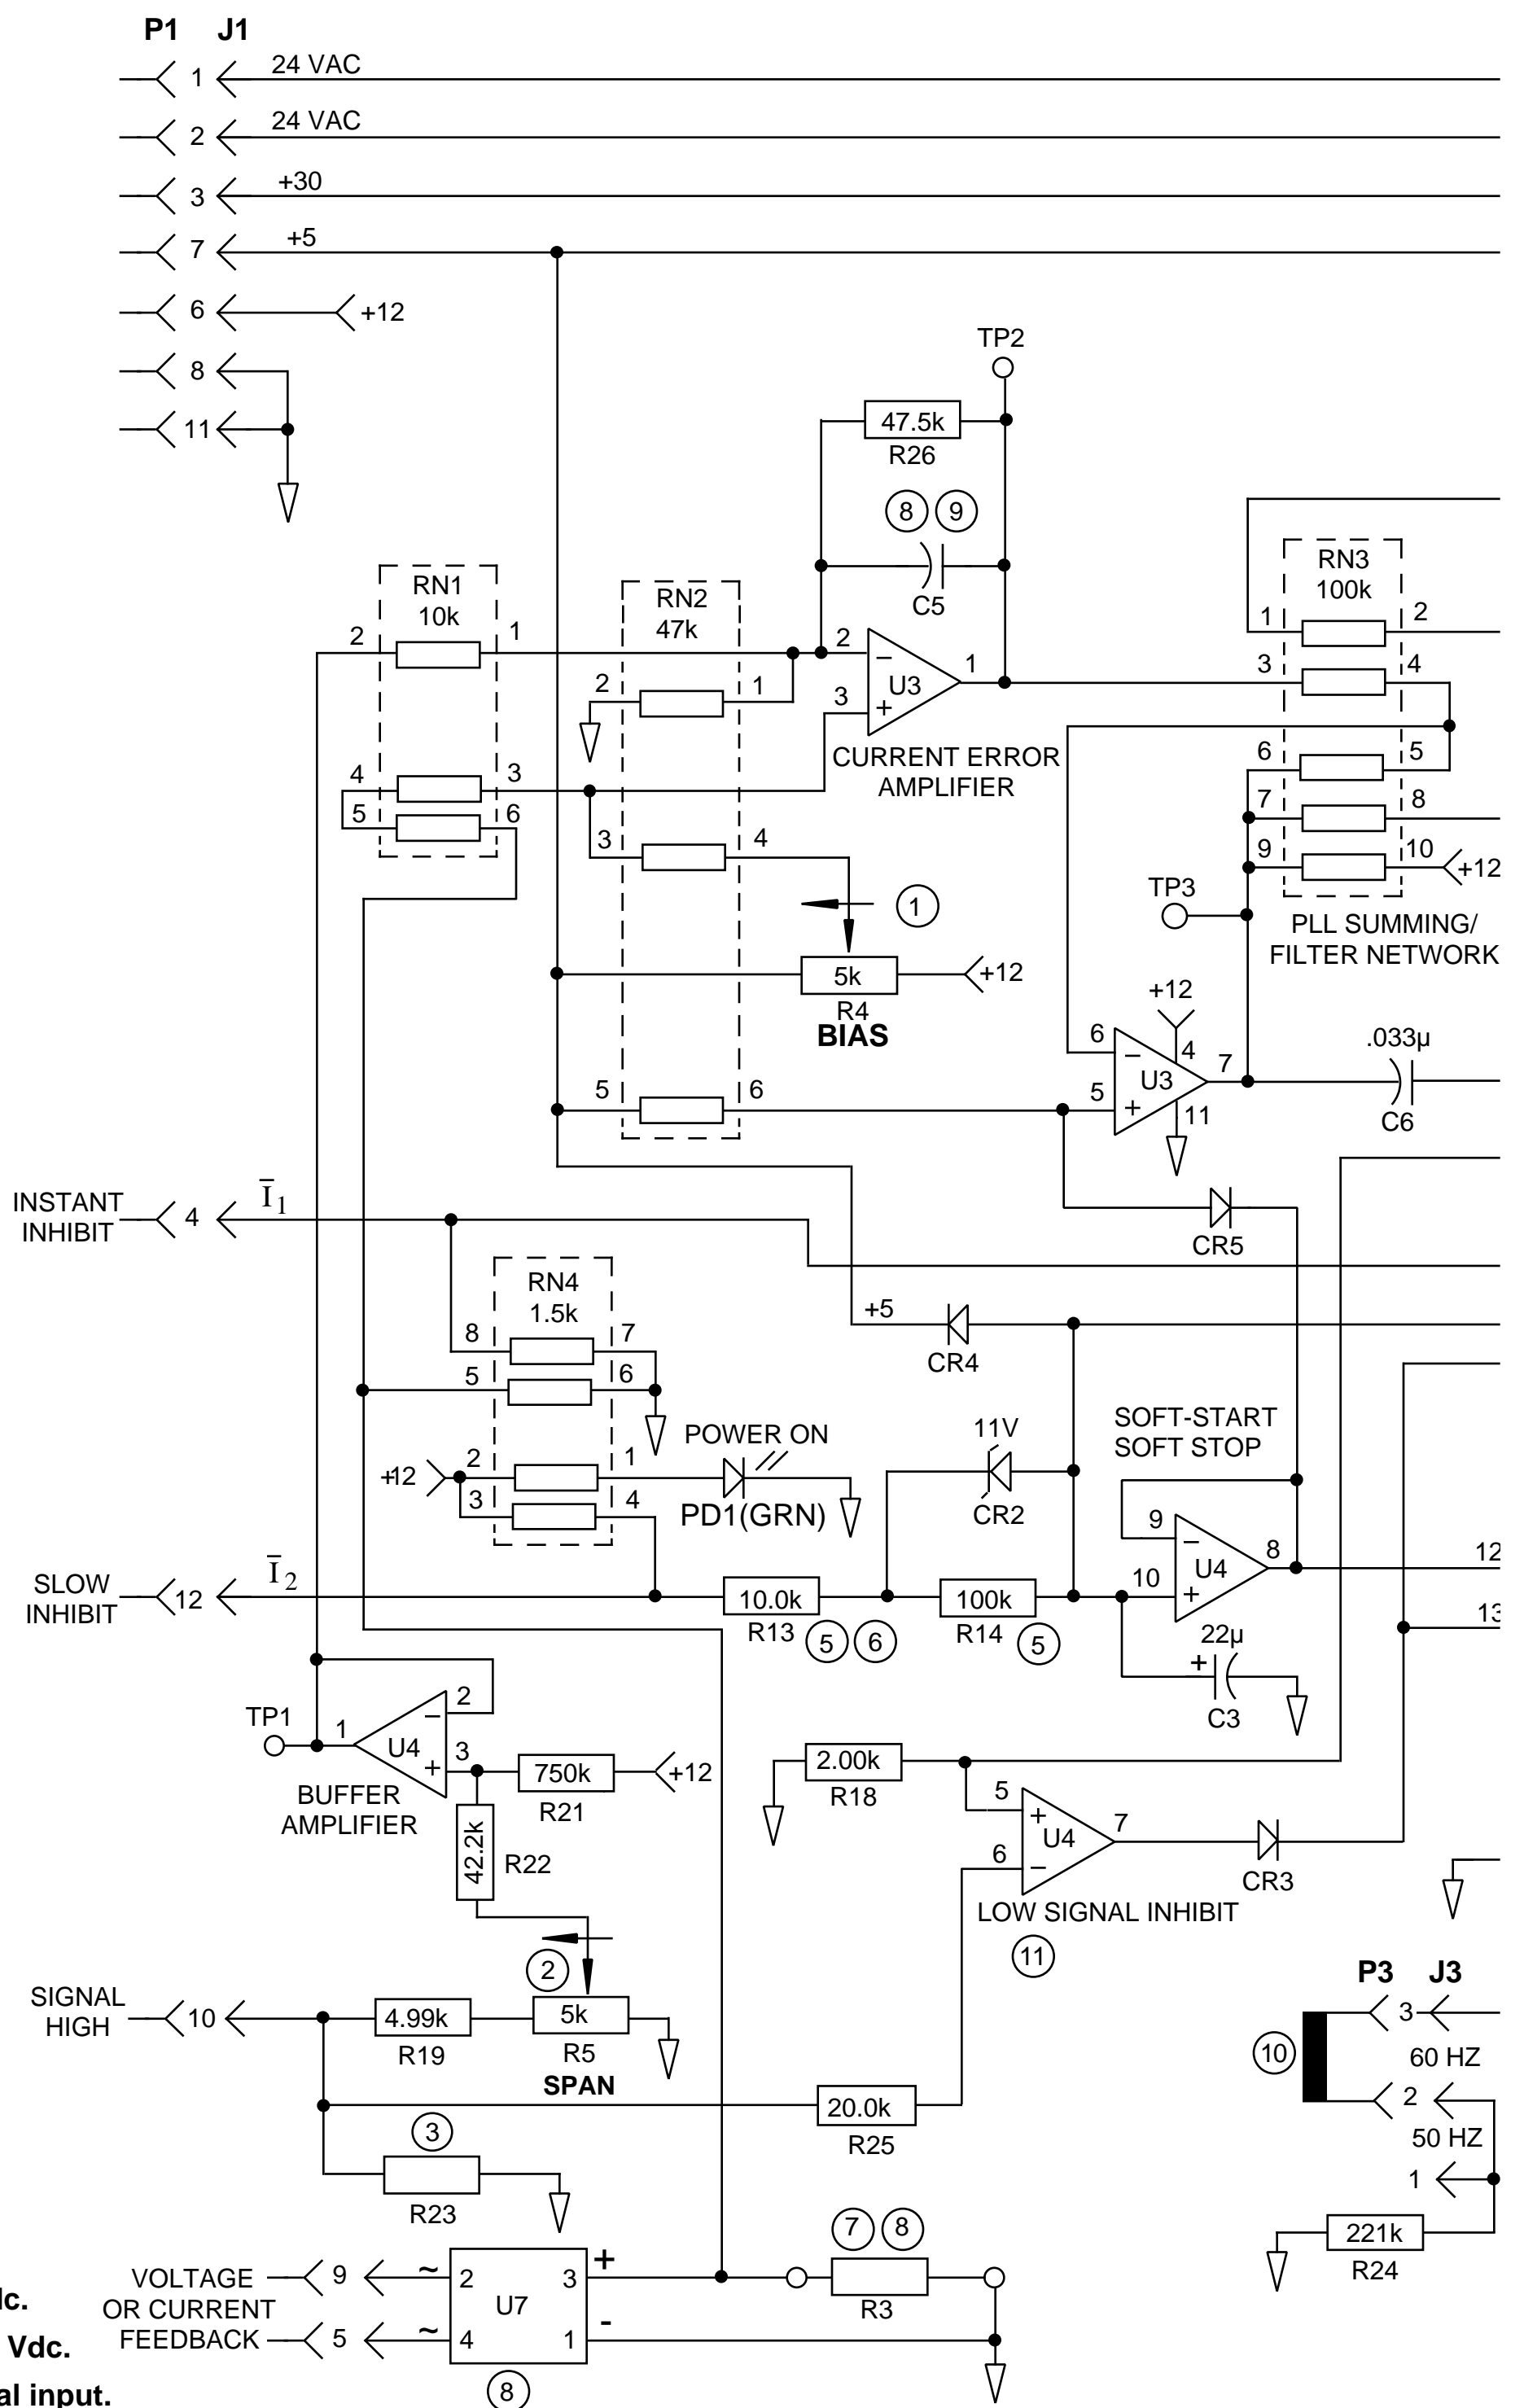 P1 J1
1 24 VAC
2 24 VAC
3 +30
7 +5
6 +12
8
11
TP2
47.5k
R26
8 9
C5
RN1
10k
2 1
4 3
5 6
RN2
47k
2 1
3 4
5 6
2
−
U3
1
3
+
CURRENT ERROR
AMPLIFIER
RN3
100k
1 2
3 4
6 5
7 8
9 10
+12
TP3
PLL SUMMING/
FILTER NETWORK
1
5k
+12
R4
BIAS
+12
6
−
4
U3
7
5
+
11
.033µ
C6
INSTANT
INHIBIT
4
I̅1
CR5
RN4
1.5k
8 7
5 6
2 1
3 4
+12
+5
CR4
POWER ON
PD1(GRN)
11V
CR2
SOFT-START
SOFT STOP
9
−
U4
8
10
+
12
13
SLOW
INHIBIT
12
I̅2
10.0k
R13
5 6
100k
R14
5
22µ
+
C3
TP1
1
U4
2
−
3
+
BUFFER
AMPLIFIER
750k
R21
+12
42.2k
R22
2.00k
R18
5
+
U4
7
6
−
CR3
LOW SIGNAL INHIBIT
11
SIGNAL
HIGH
10
4.99k
R19
2
5k
R5
SPAN
20.0k
R25
3
R23
P3 J3
3
10
60 HZ
2
50 HZ
1
221k
R24
VOLTAGE
OR CURRENT
FEEDBACK
9
5
~
2
3
+
U7
~
4
1
-
8
7 8
R3
Vdc.
al input.